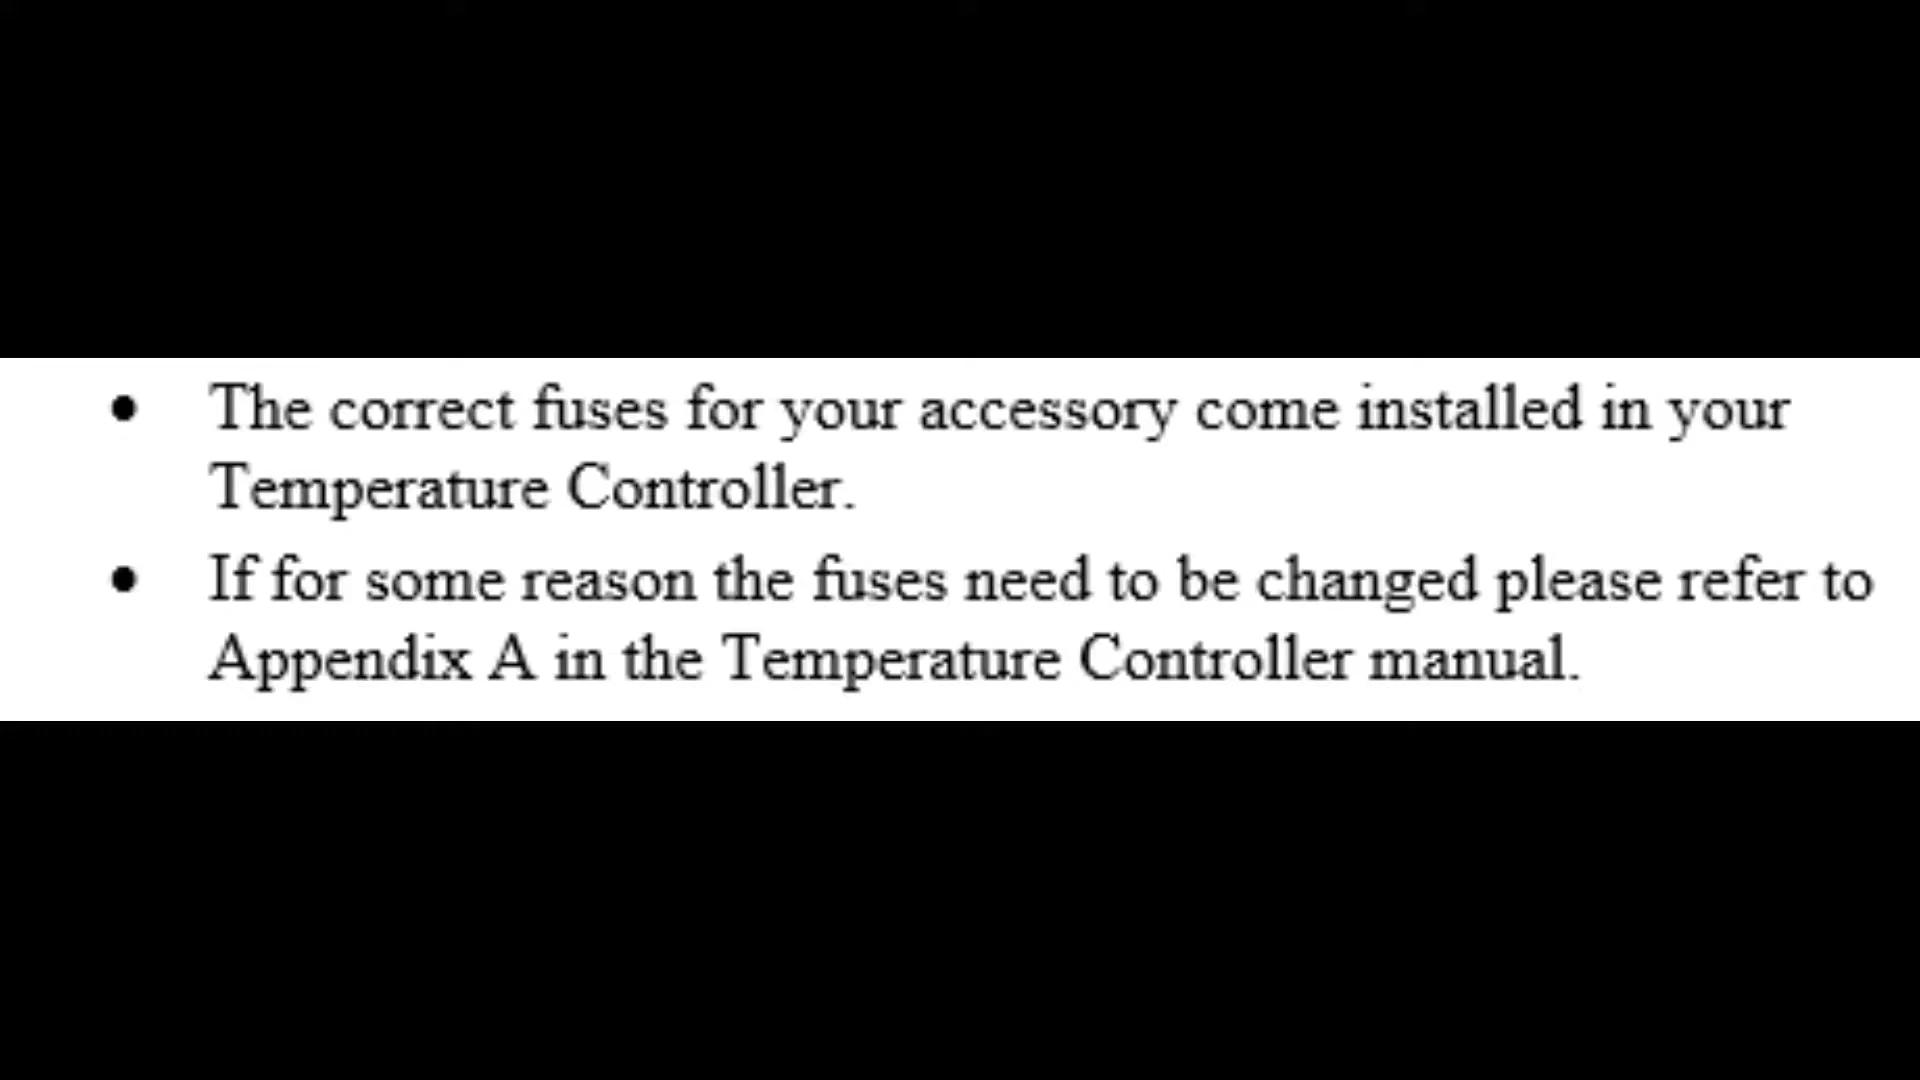 • The correct fuses for your accessory come installed in your
Temperature Controller.
• If for some reason the fuses need to be changed please refer to
Appendix A in the Temperature Controller manual.